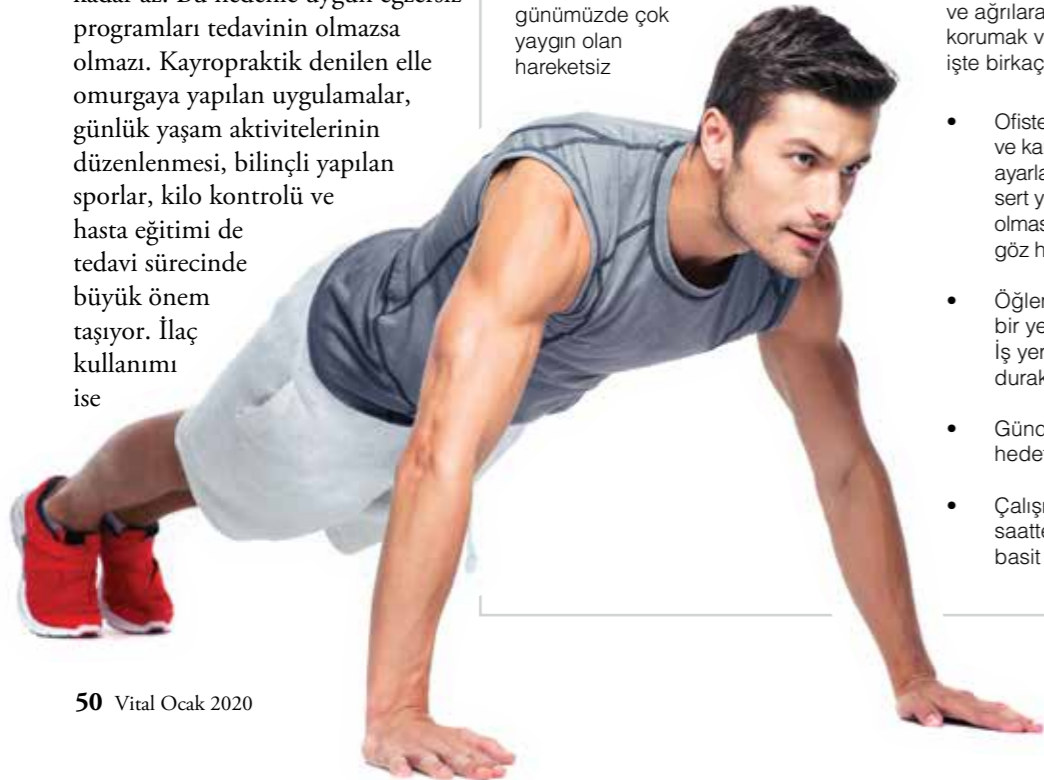 programları tedavinin olmazsa
olmazı. Kayropraktik denilen elle
omurgaya yapılan uygulamalar,
günlük yaşam aktivitelerinin
düzenlenmesi, bilinçli yapılan
sporlar, kilo kontrolü ve
hasta eğitimi de
tedavi sürecinde
büyük önem
taşıyor. İlaç
kullanımı
ise
günümüzde çok
yaygın olan
hareketsiz
ve ağrılara
korumak v
işte birkaç
• Ofiste
ve ka
ayarla
sert y
olmas
göz h
• Öğlen
bir ye
İş yer
durak
• Günd
hedef
• Çalışı
saatte
basit
50 Vital Ocak 2020